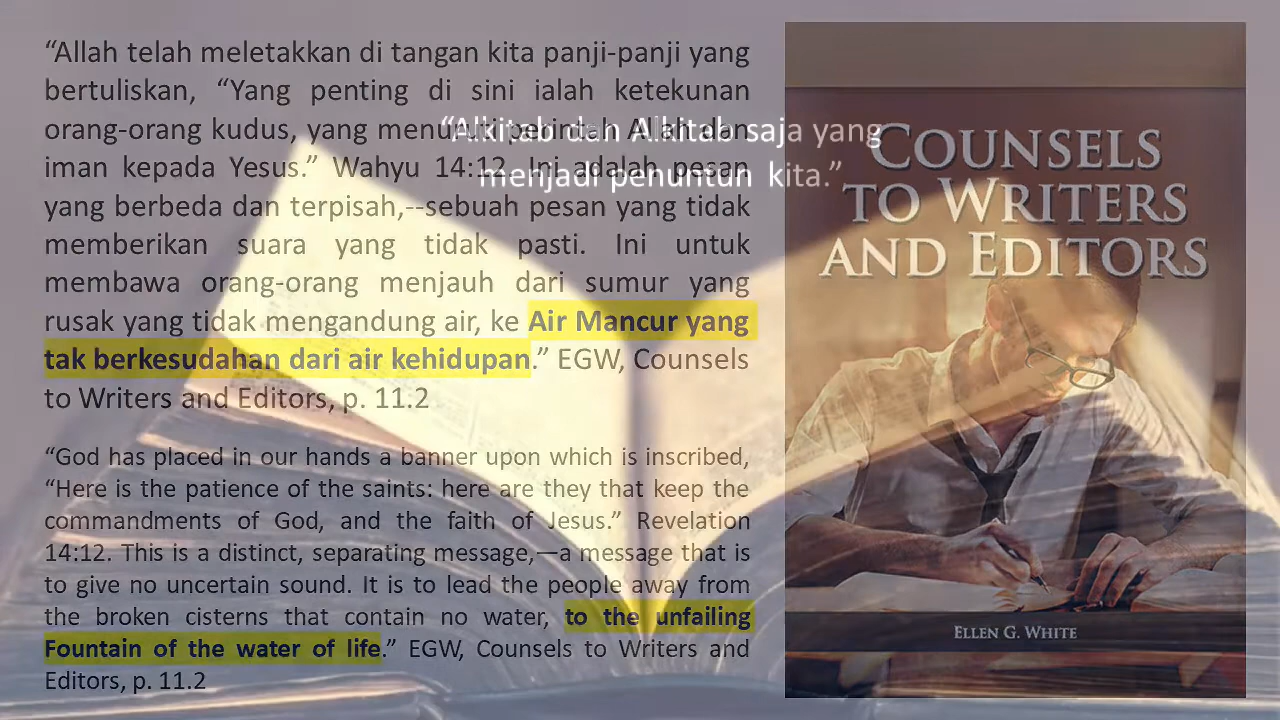 “Allah telah meletakkan di tangan kita panji-panji yang
bertuliskan, “Yang penting di sini ialah ketekunan
orang-orang kudus, yang menuruti perintah Allah dan
iman kepada Yesus.” Wahyu 14:12. Ini adalah pesan
yang berbeda dan terpisah,--sebuah pesan yang tidak
memberikan suara yang tidak pasti. Ini untuk
membawa orang-orang menjauh dari sumur yang
rusak yang tidak mengandung air, ke Air Mancur yang
tak berkesudahan dari air kehidupan.” EGW, Counsels
to Writers and Editors, p. 11.2
“God has placed in our hands a banner upon which is inscribed,
“Here is the patience of the saints: here are they that keep the
commandments of God, and the faith of Jesus.” Revelation
14:12. This is a distinct, separating message,—a message that is
to give no uncertain sound. It is to lead the people away from
the broken cisterns that contain no water, to the unfailing
Fountain of the water of life.” EGW, Counsels to Writers and
Editors, p. 11.2
“Alkitab dan Alkitab saja yang
menjadi penuntun kita.”
COUNSELS
TO WRITERS
AND EDITORS
ELLEN G. WHITE